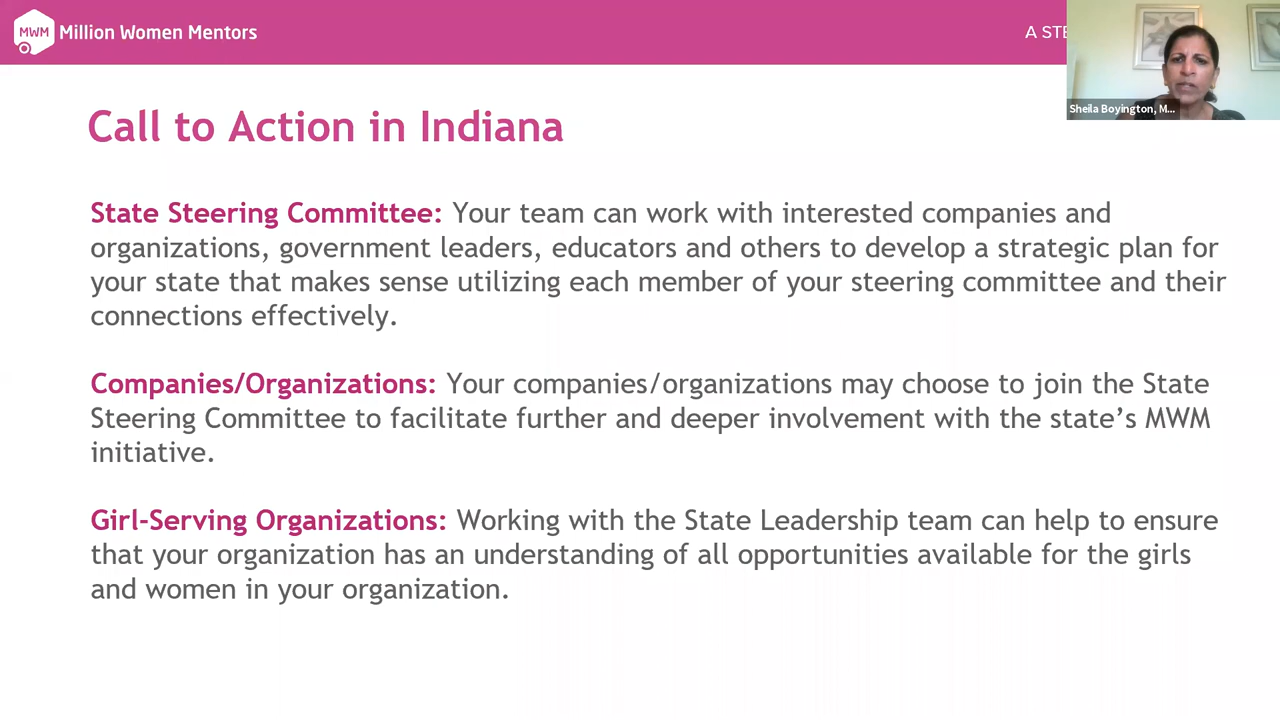 MWM
Million Women Mentors
A STE
Sheila Boyington, M...
Call to Action in Indiana
State Steering Committee: Your team can work with interested companies and
organizations, government leaders, educators and others to develop a strategic plan for
your state that makes sense utilizing each member of your steering committee and their
connections effectively.
Companies/Organizations: Your companies/organizations may choose to join the State
Steering Committee to facilitate further and deeper involvement with the state’s MWM
initiative.
Girl-Serving Organizations: Working with the State Leadership team can help to ensure
that your organization has an understanding of all opportunities available for the girls
and women in your organization.